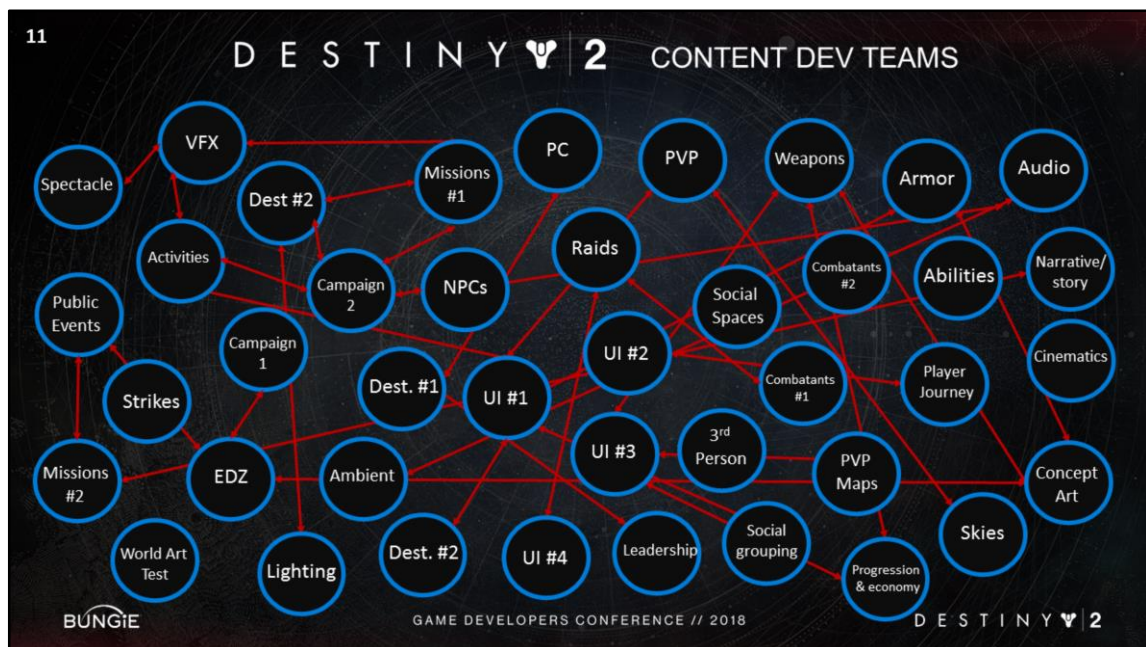 11
DESTINY 2 CONTENT DEV TEAMS
VFX
PC
PVP
Weapons
Armor
Audio
Spectacle
Dest #2
Missions
#1
Activities
Campaign
2
NPCs
Raids
Social
Spaces
Combatants
#2
Abilities
Narrative/
story
Public
Events
Campaign
1
UI #2
Cinematics
Strikes
Dest. #1
UI #1
Combatants
#1
Player
Journey
Missions
#2
EDZ
Ambient
UI #3
3rd
Person
PVP
Maps
Concept
Art
World Art
Test
Lighting
Dest. #2
UI #4
Leadership
Social
grouping
Progression
& economy
Skies
BUNGiE
GAME DEVELOPERS CONFERENCE // 2018
DESTINY 2